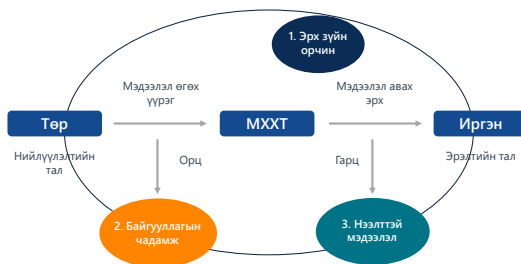 1. Эрх зүйн
орчин
Мэдээлэл өгөх
үүрэг
Мэдээлэл авах
эрх
Төр
МХХТ
Иргэн
Нийлүүлэлтийн
тал
Орц
Гарц
Эрэлтийн тал
2. Байгууллагын
чадамж
3. Нээлттэй
мэдээлэл